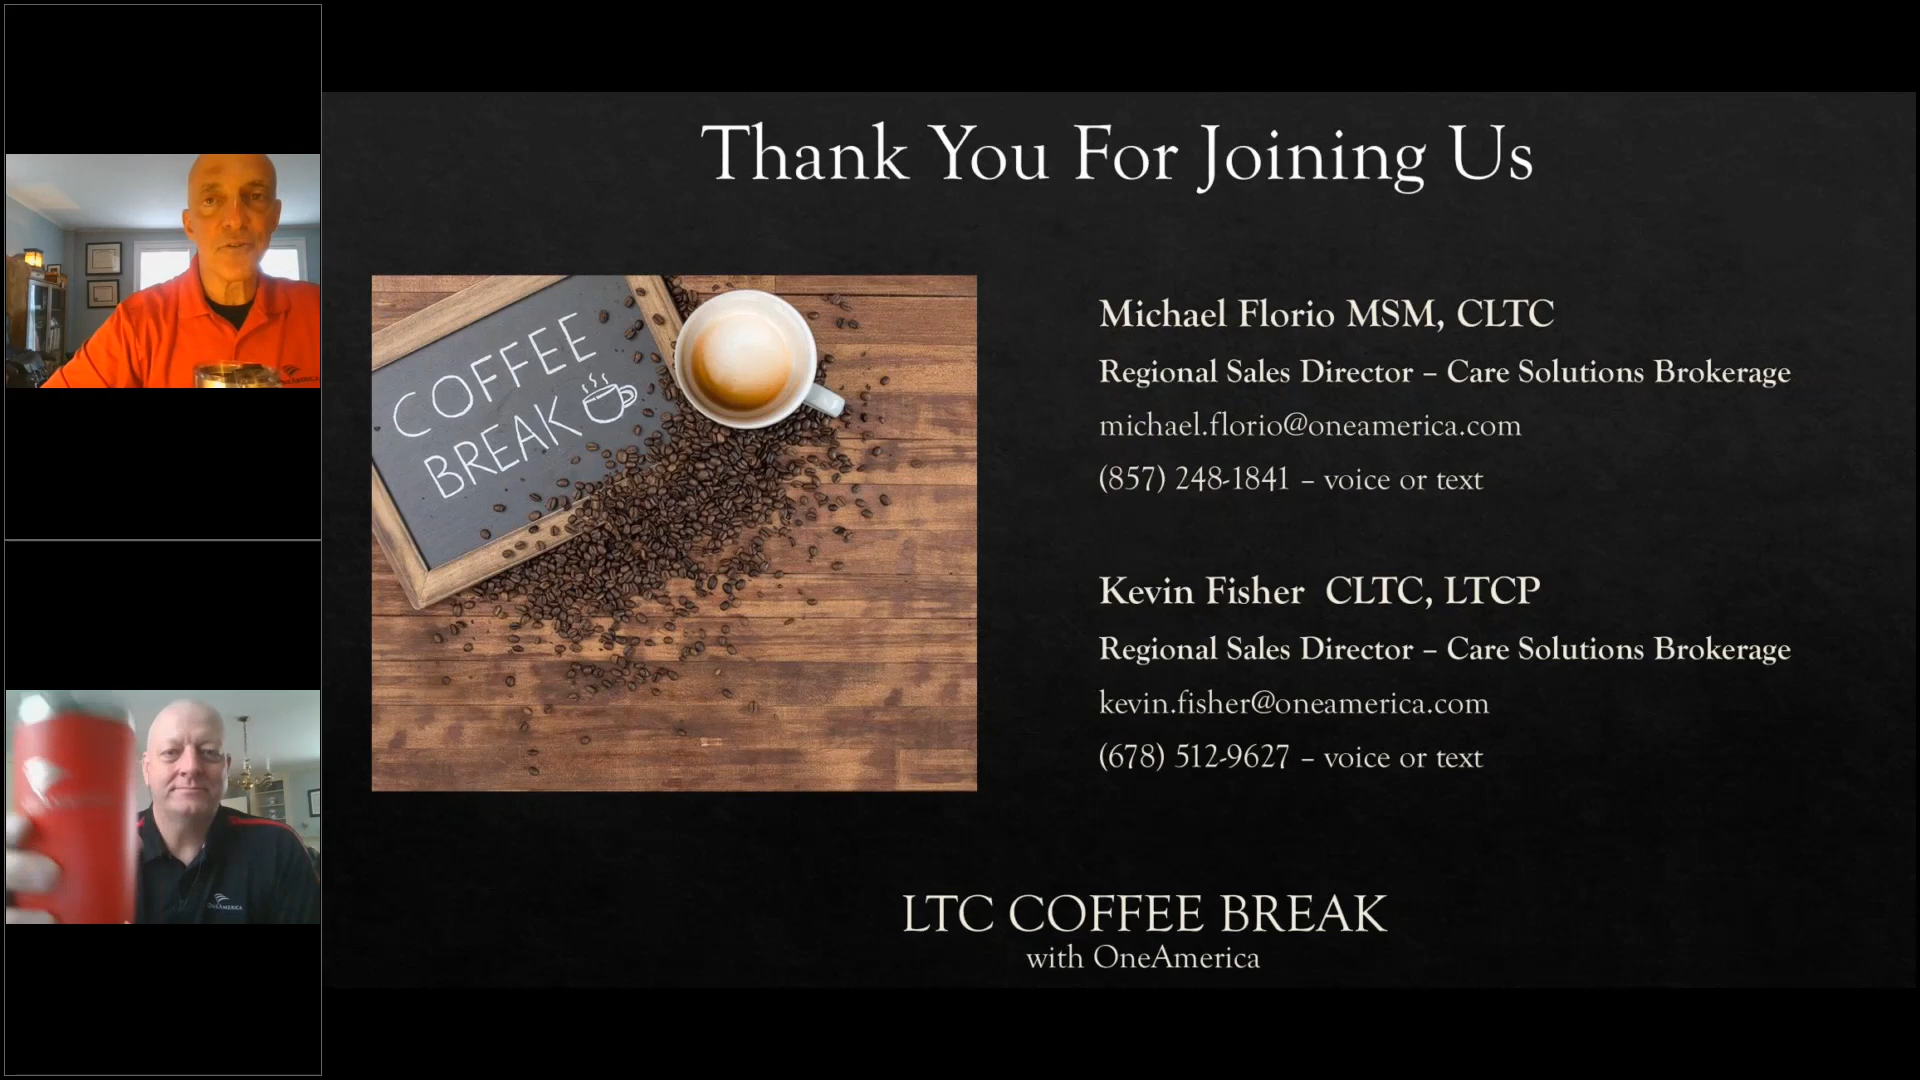 Thank You For Joining Us
COFFEE
BREAK
Michael Florio MSM, CLTC
Regional Sales Director – Care Solutions Brokerage
michael.florio@oneamerica.com
(857) 248-1841 – voice or text
Kevin Fisher CLTC, LTCP
Regional Sales Director – Care Solutions Brokerage
kevin.fisher@oneamerica.com
(678) 512-9627 – voice or text
LTC COFFEE BREAK
with OneAmerica
ONEAMERICA
ONEAMERICA